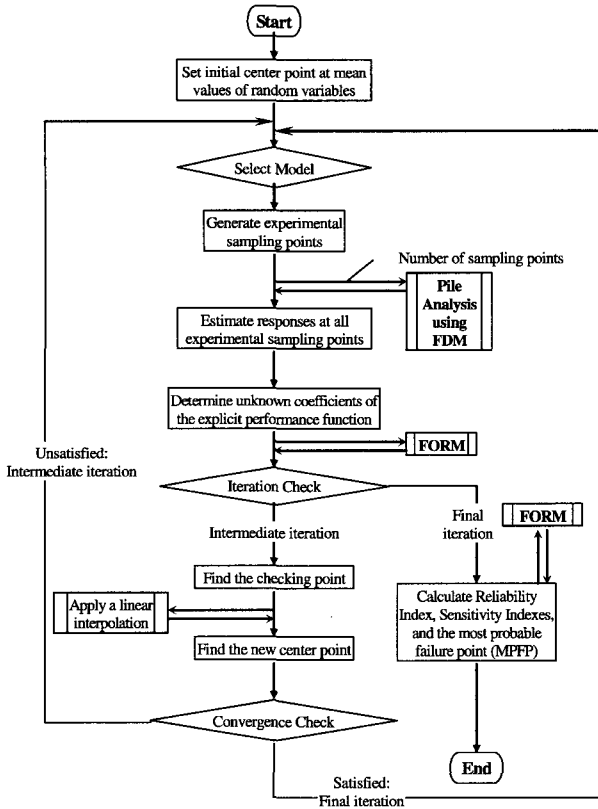 Start
Set initial center point at mean
values of random variables
Select Model
Generate experimental
sampling points
Number of sampling points
Pile
Analysis
using
FDM
Estimate responses at all
experimental sampling points
Determine unknown coefficients of
the explicit performance function
FORM
Unsatisfied:
Intermediate iteration
Iteration Check
Intermediate iteration
Final
iteration
FORM
Find the checking point
Apply a linear
interpolation
Calculate Reliability
Index, Sensitivity Indexes,
and the most probable
failure point (MPFP)
Find the new center point
Convergence Check
End
Satisfied:
Final iteration